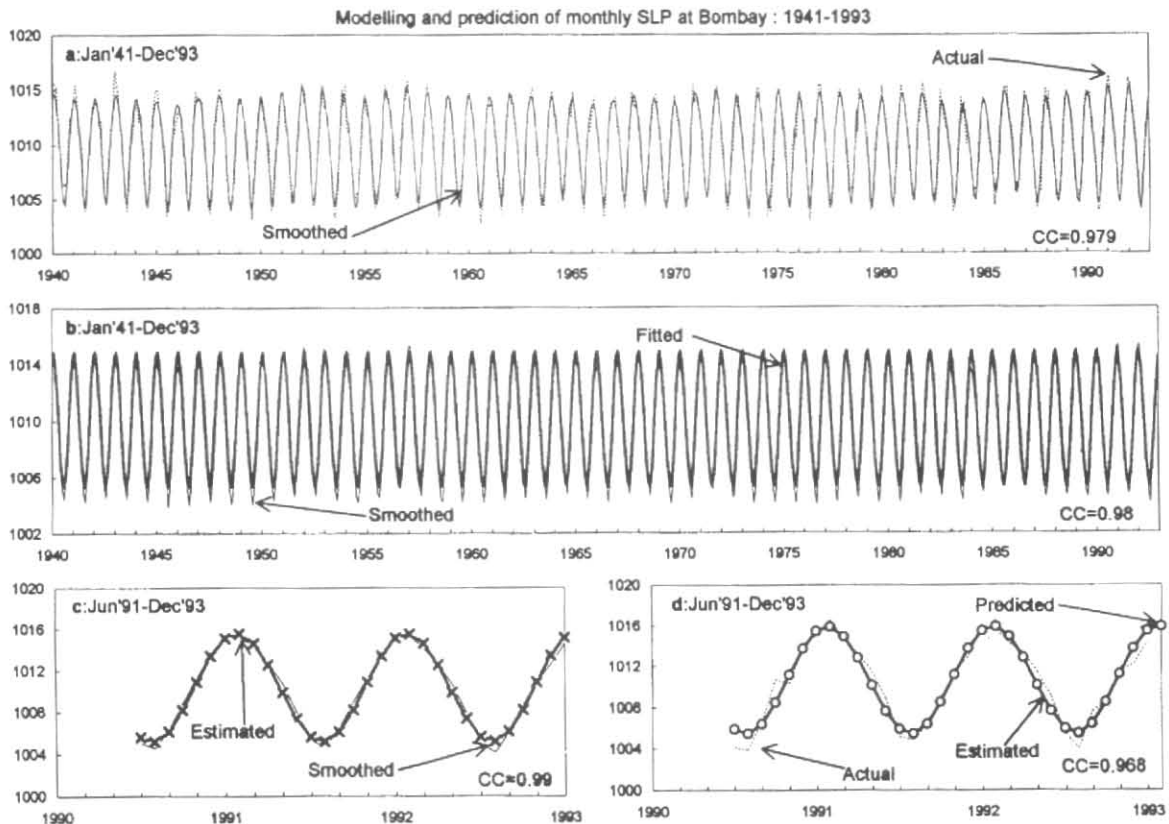 Modelling and prediction of monthly SLP at Bombay : 1941-1993
1020
1015
1010
1005
1000
a:Jan'41-Dec'93
Actual
Smoothed
CC=0.979
1940 1945 1950 1955 1960 1965 1970 1975 1980 1985 1990
1018
1014
1010
1006
1002
b:Jan'41-Dec'93
Fitted
Smoothed
CC=0.98
1940 1945 1950 1955 1960 1965 1970 1975 1980 1985 1990
1020
1016
1012
1008
1004
1000
c:Jun'91-Dec'93
Estimated
Smoothed
CC=0.99
1990 1991 1992 1993
1020
1016
1012
1008
1004
1000
d:Jun'91-Dec'93
Predicted
Estimated
Actual
CC=0.968
1990 1991 1992 1993